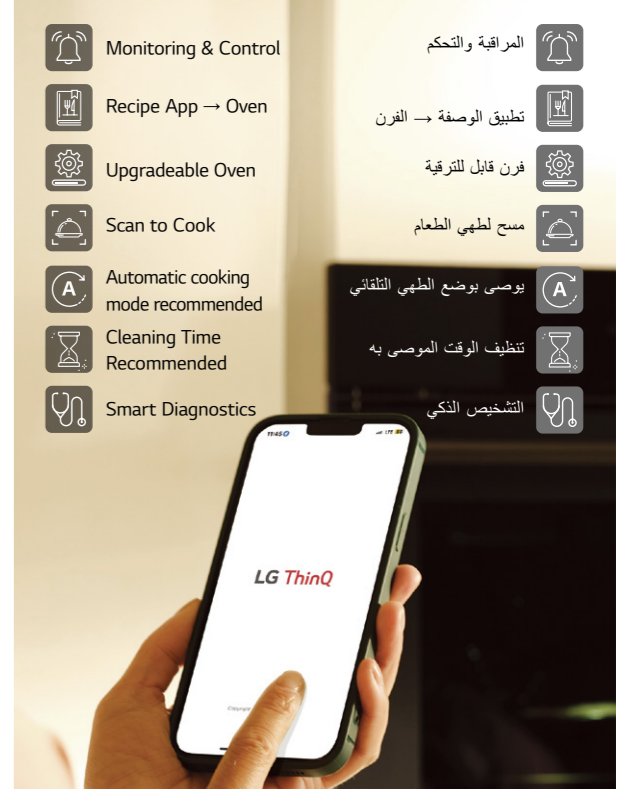 Monitoring & Control
المراقبة والتحكم
Recipe App → Oven
تطبيق الوصفة → الفرن
Upgradeable Oven
فرن قابل للترقية
Scan to Cook
مسح لطهي الطعام
Automatic cooking
mode recommended
يوصى بوضع الطهي التلقائي
Cleaning Time
Recommended
تنظيف الوقت الموصى به
Smart Diagnostics
التشخيص الذكي
A
A
11:45
LTE
LG ThinQ
Copyright